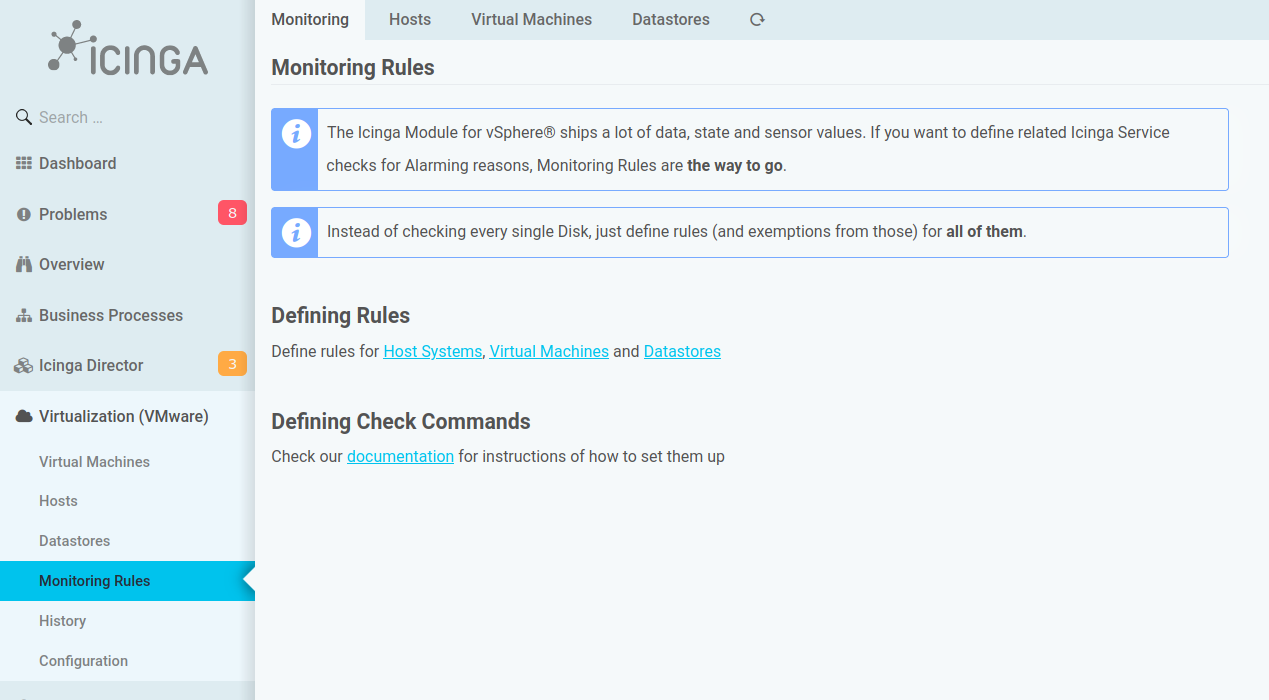 ICINGA
Search ...
Dashboard
Problems 8
Overview
Business Processes
Icinga Director 3
Virtualization (VMware)
Virtual Machines
Hosts
Datastores
Monitoring Rules
History
Configuration
Monitoring Hosts Virtual Machines Datastores
Monitoring Rules
The Icinga Module for vSphere® ships a lot of data, state and sensor values. If you want to define related Icinga Service
checks for Alarming reasons, Monitoring Rules are the way to go.
Instead of checking every single Disk, just define rules (and exemptions from those) for all of them.
Defining Rules
Define rules for Host Systems, Virtual Machines and Datastores
Defining Check Commands
Check our documentation for instructions of how to set them up